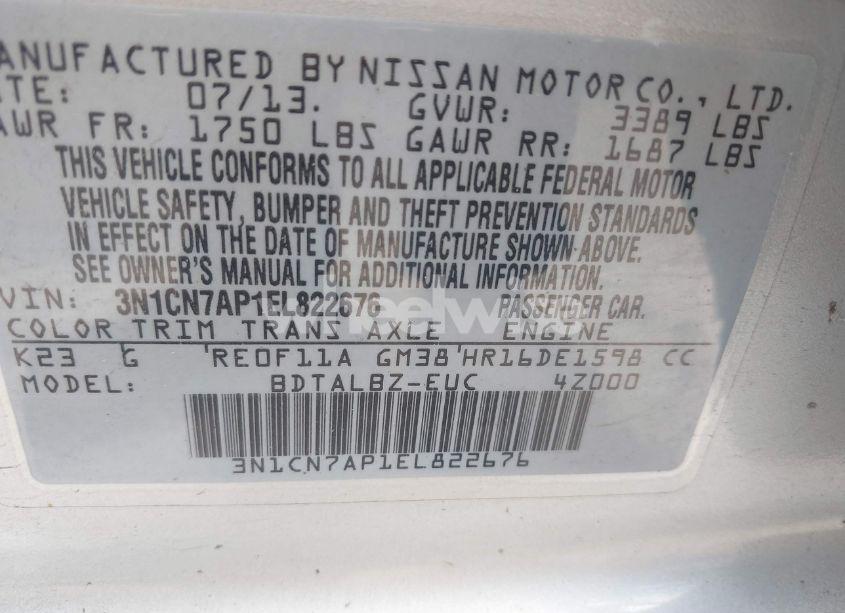 ANUFACTURED BY NISSAN MOTOR CO., LTD.
ATE: 07/13. GVWR: 3389 LBS
AWR FR: 1750 LBS GAWR RR: 1687 LBS
THIS VEHICLE CONFORMS TO ALL APPLICABLE FEDERAL MOTOR
VEHICLE SAFETY, BUMPER AND THEFT PREVENTION STANDARDS
IN EFFECT ON THE DATE OF MANUFACTURE SHOWN ABOVE.
SEE OWNER'S MANUAL FOR ADDITIONAL INFORMATION.
VIN: 3N1CN7AP1EL822676 PASSENGER CAR.
COLOR TRIM TRANS AXLE ENGINE
K23 G RE0F11A GM38 HR16DE1598 CC
MODEL: BDTALBZ-EUC 4Z000
3N1CN7AP1EL822676